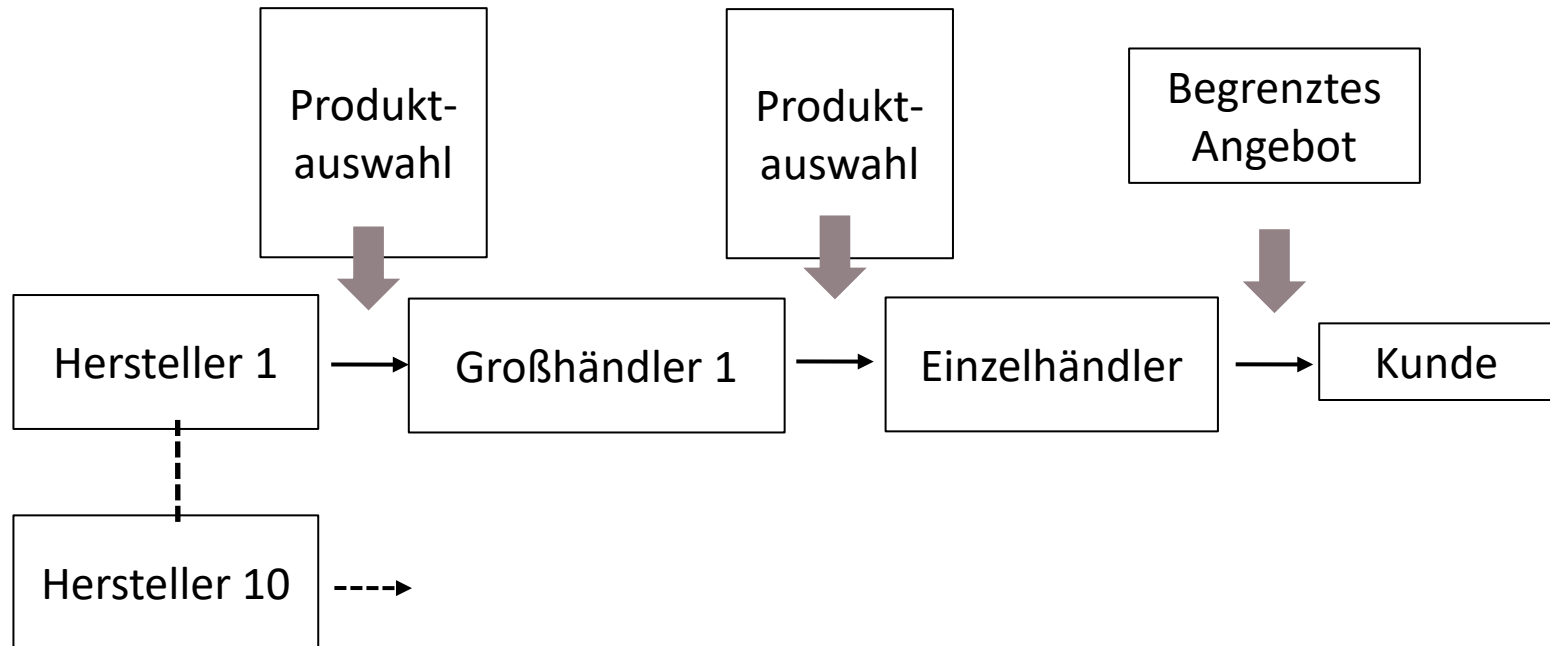 Produkt-
auswahl
Produkt-
auswahl
Begrenztes
Angebot
Hersteller 1
Großhändler 1
Einzelhändler
Kunde
Hersteller 10